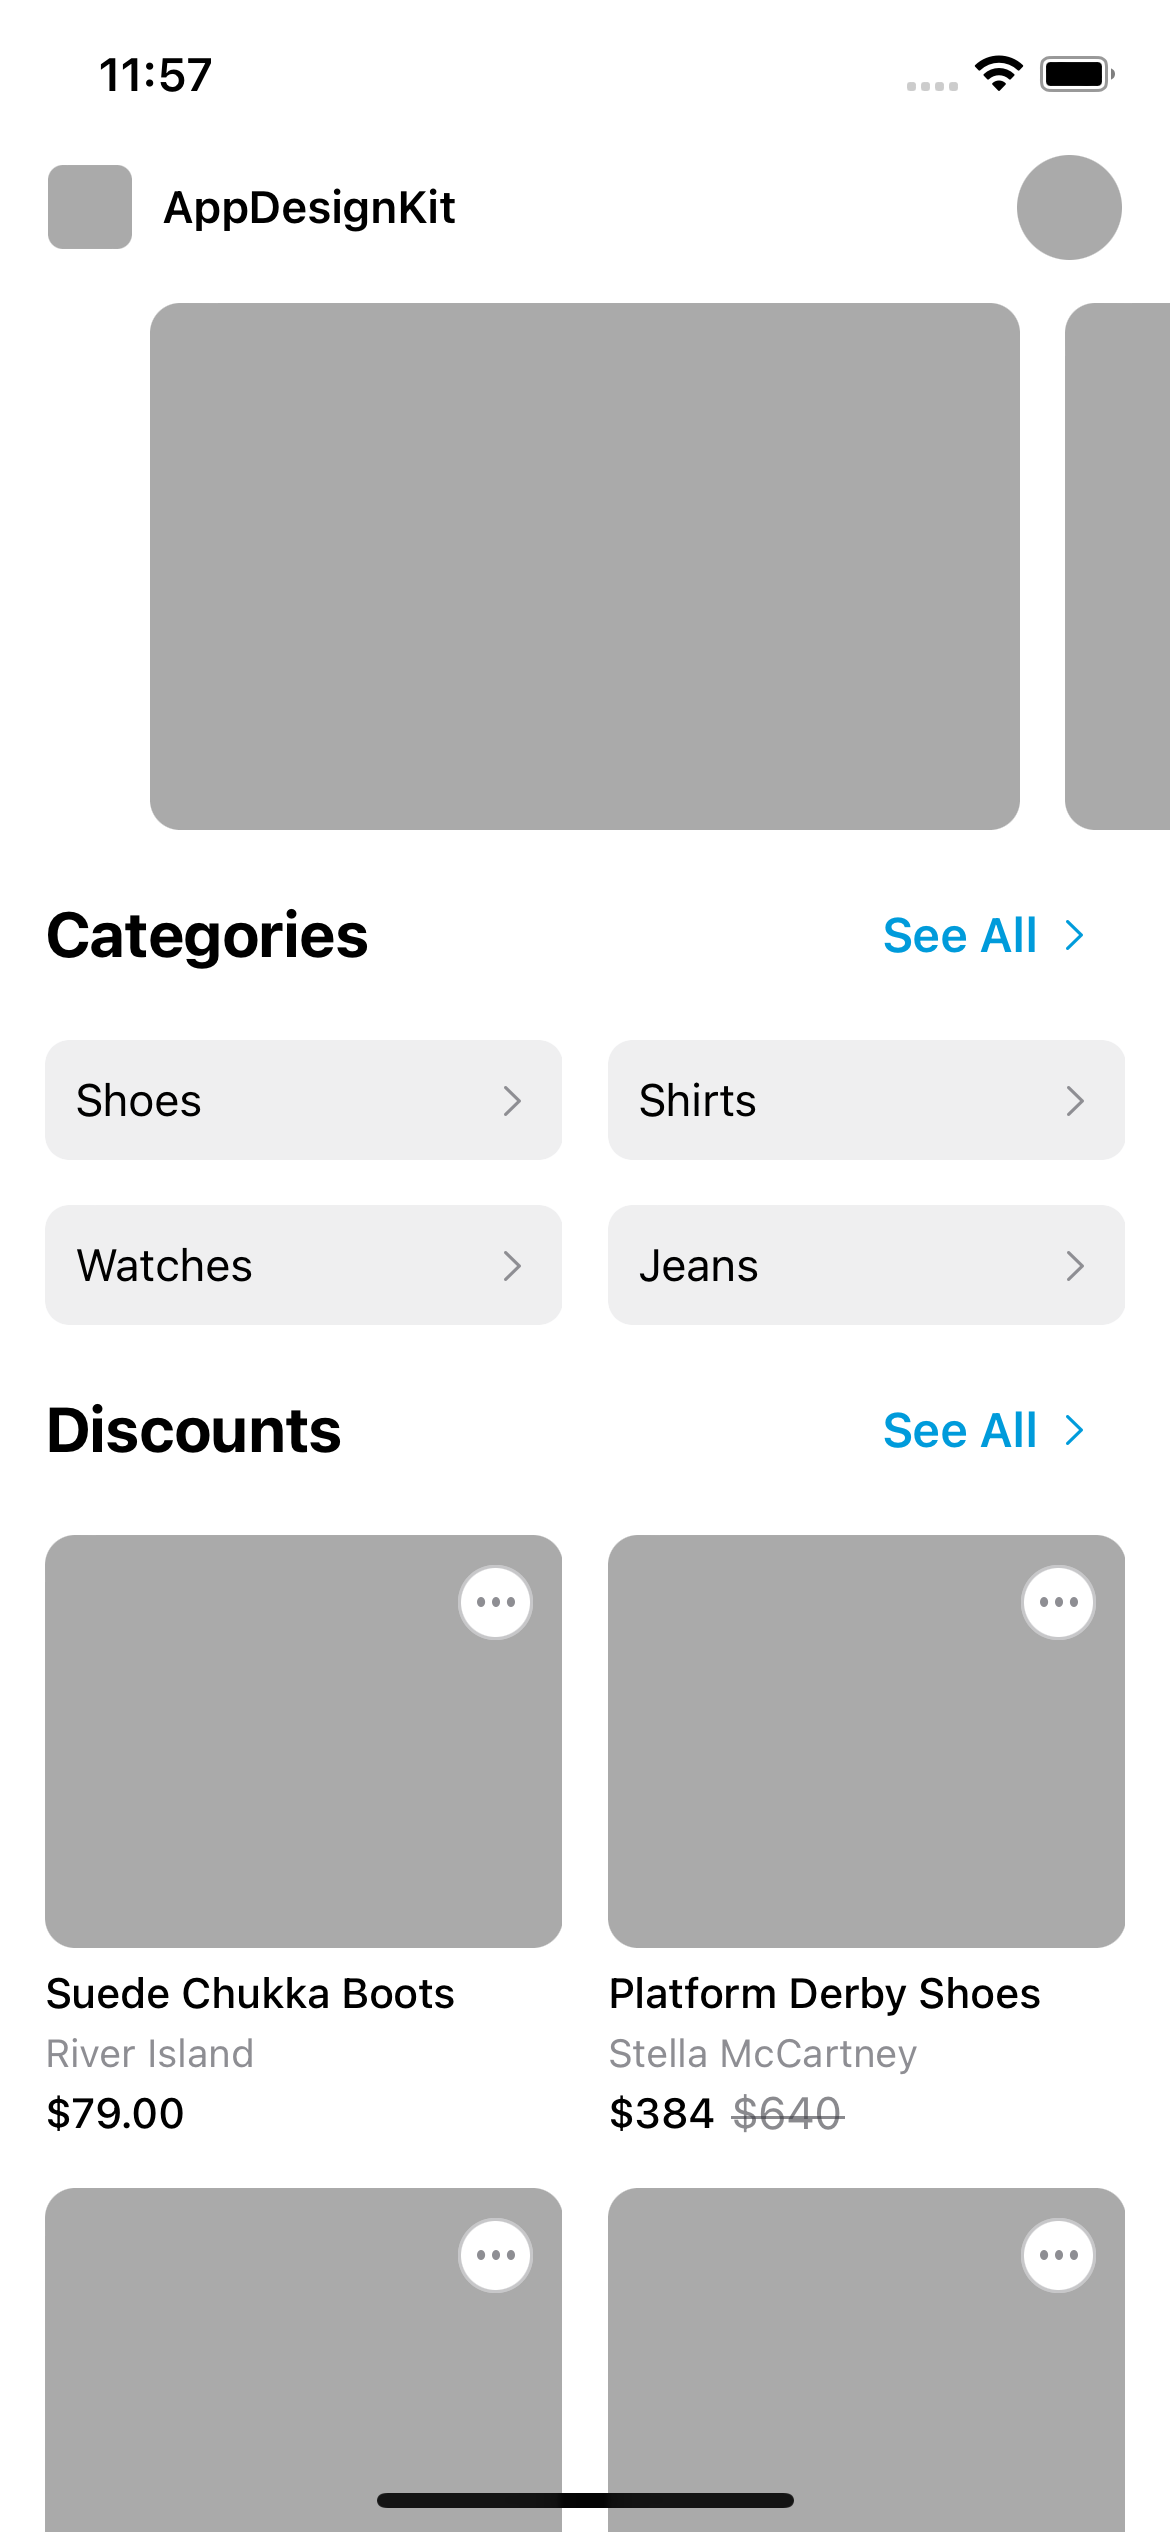 11:57
AppDesignKit
Categories
See All
Shoes
Shirts
Watches
Jeans
Discounts
See All
Suede Chukka Boots
River Island
$79.00
Platform Derby Shoes
Stella McCartney
$384 $640